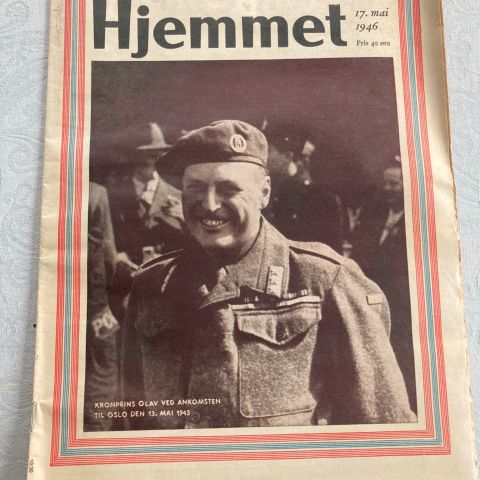 Hjemmet
17. mai
1946
Pris 40 øre
KRONPRINS OLAV VED ANKOMSTEN
TIL OSLO DEN 13. MAI 1945